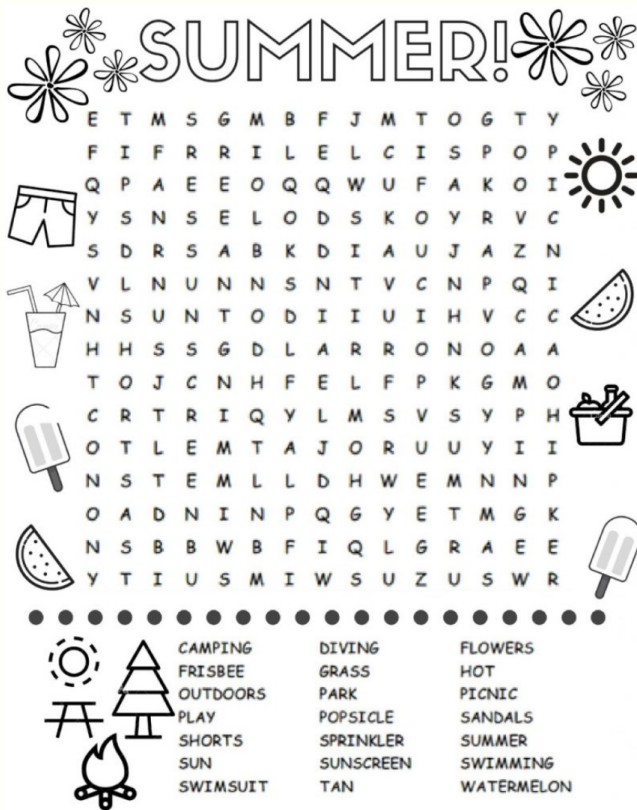 SUMMER!
E T M S G M B F J M T O G T Y
F I F R R I L E L C I S P O P
Q P A E E O Q Q W U F A K O I
Y S N S E L O D S K O Y R V C
S D R S A B K D I A U J A Z N
V L N U N N S N T V C N P Q I
N S U N T O D I I U I H V C C
H H S S G D L A R R O N O A A
T O J C N H F E L F P K G M O
C R T R I Q Y L M S V S Y P H
O T L E M T A J O R U U Y I I
N S T E M L L D H W E M N N P
O A D N I N P Q G Y E T M G K
N S B B W B F I Q L G R A E E
Y T I U S M I W S U Z U S W R
CAMPING DIVING FLOWERS
FRISBEE GRASS HOT
OUTDOORS PARK PICNIC
PLAY POPSICLE SANDALS
SHORTS SPRINKLER SUMMER
SUN SUNSCREEN SWIMMING
SWIMSUIT TAN WATERMELON